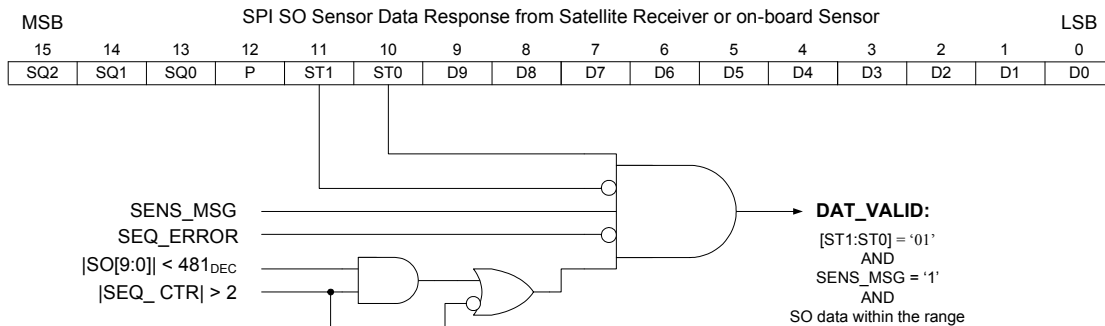 SPI SO Sensor Data Response from Satellite Receiver or on-board Sensor
MSB LSB
15 14 13 12 11 10 9 8 7 6 5 4 3 2 1 0
SQ2 SQ1 SQ0 P ST1 ST0 D9 D8 D7 D6 D5 D4 D3 D2 D1 D0
SENS_MSG
SEQ_ERROR
|SO[9:0]| < 481DEC
|SEQ_ CTR| > 2
DAT_VALID:
[ST1:ST0] = ‘01’
AND
SENS_MSG = ‘1’
AND
SO data within the range